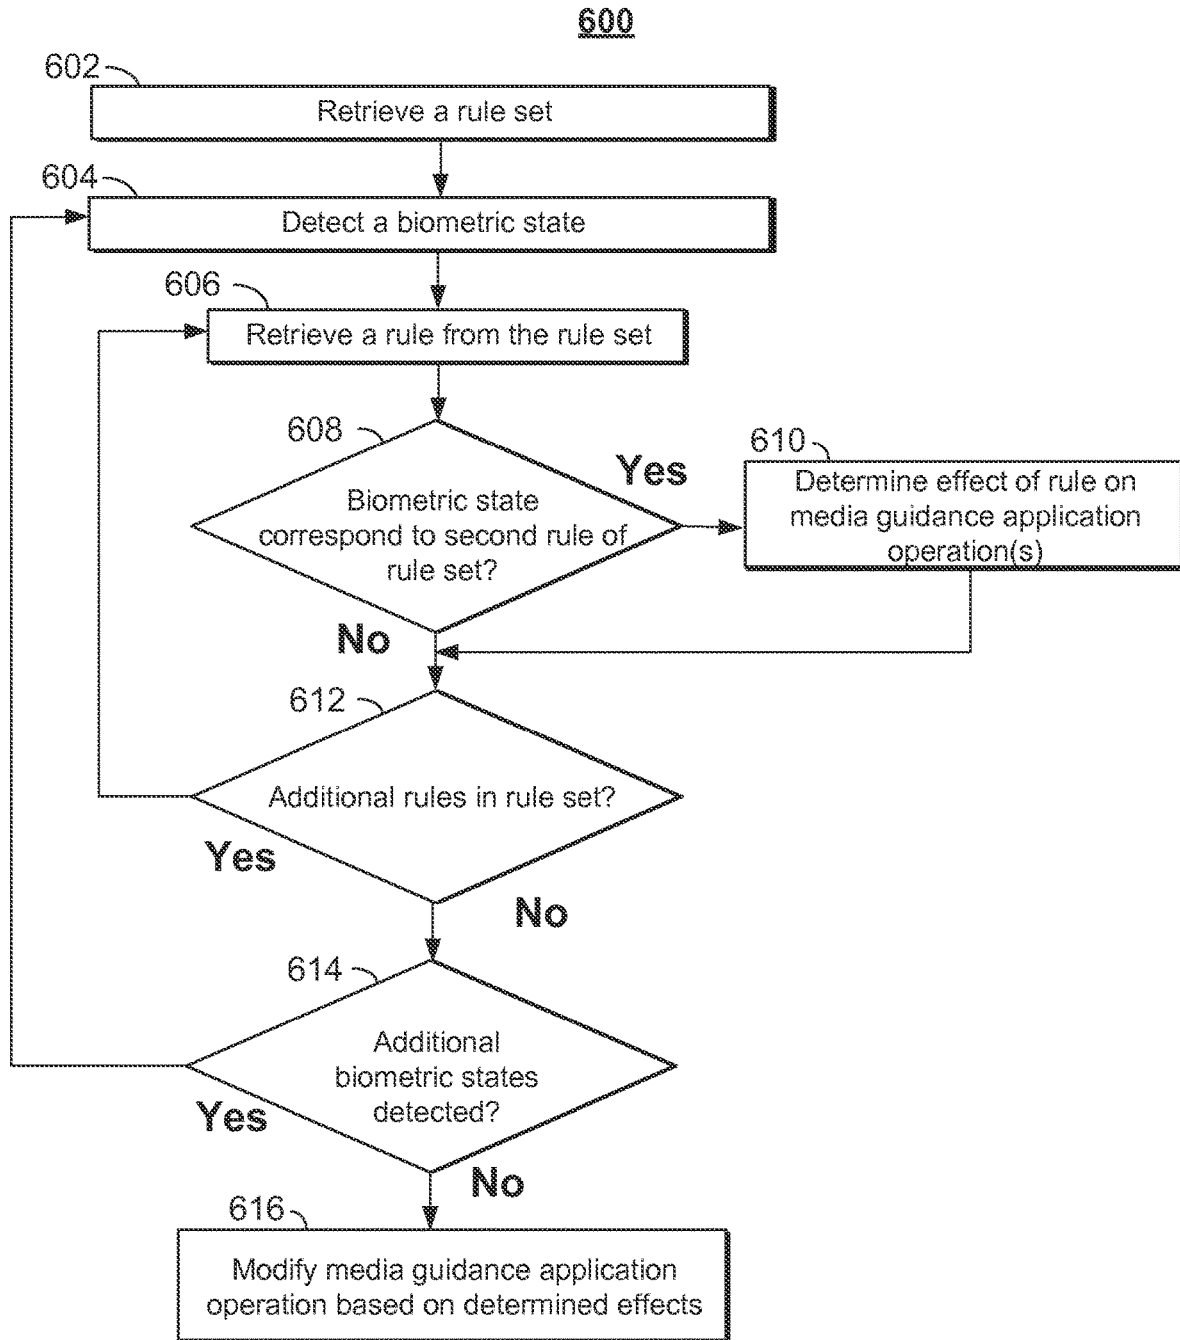 600
602
Retrieve a rule set
604
Detect a biometric state
606
Retrieve a rule from the rule set
608
Biometric state
correspond to second rule of
rule set?
Yes
610
Determine effect of rule on
media guidance application
operation(s)
No
612
Additional rules in rule set?
Yes
No
614
Additional
biometric states
detected?
Yes
No
616
Modify media guidance application
operation based on determined effects